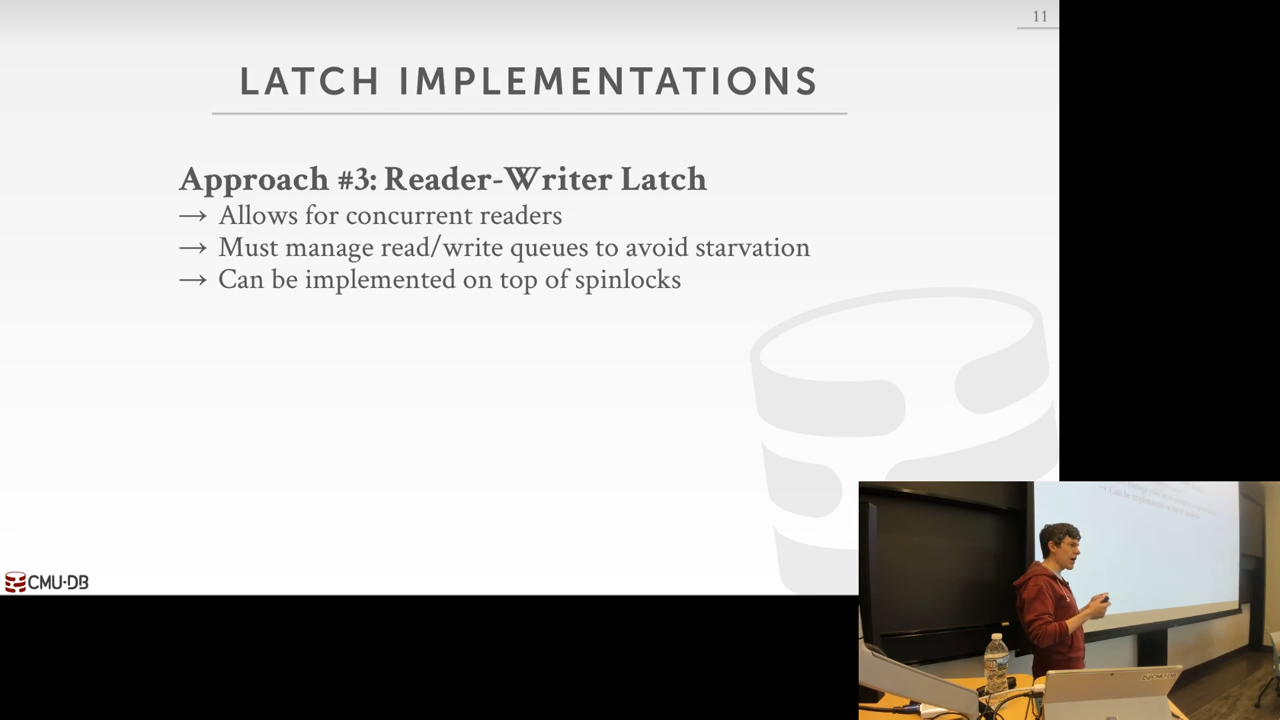 11
LATCH IMPLEMENTATIONS
Approach #3: Reader-Writer Latch
→ Allows for concurrent readers
→ Must manage read/write queues to avoid starvation
→ Can be implemented on top of spinlocks
CMU·DB